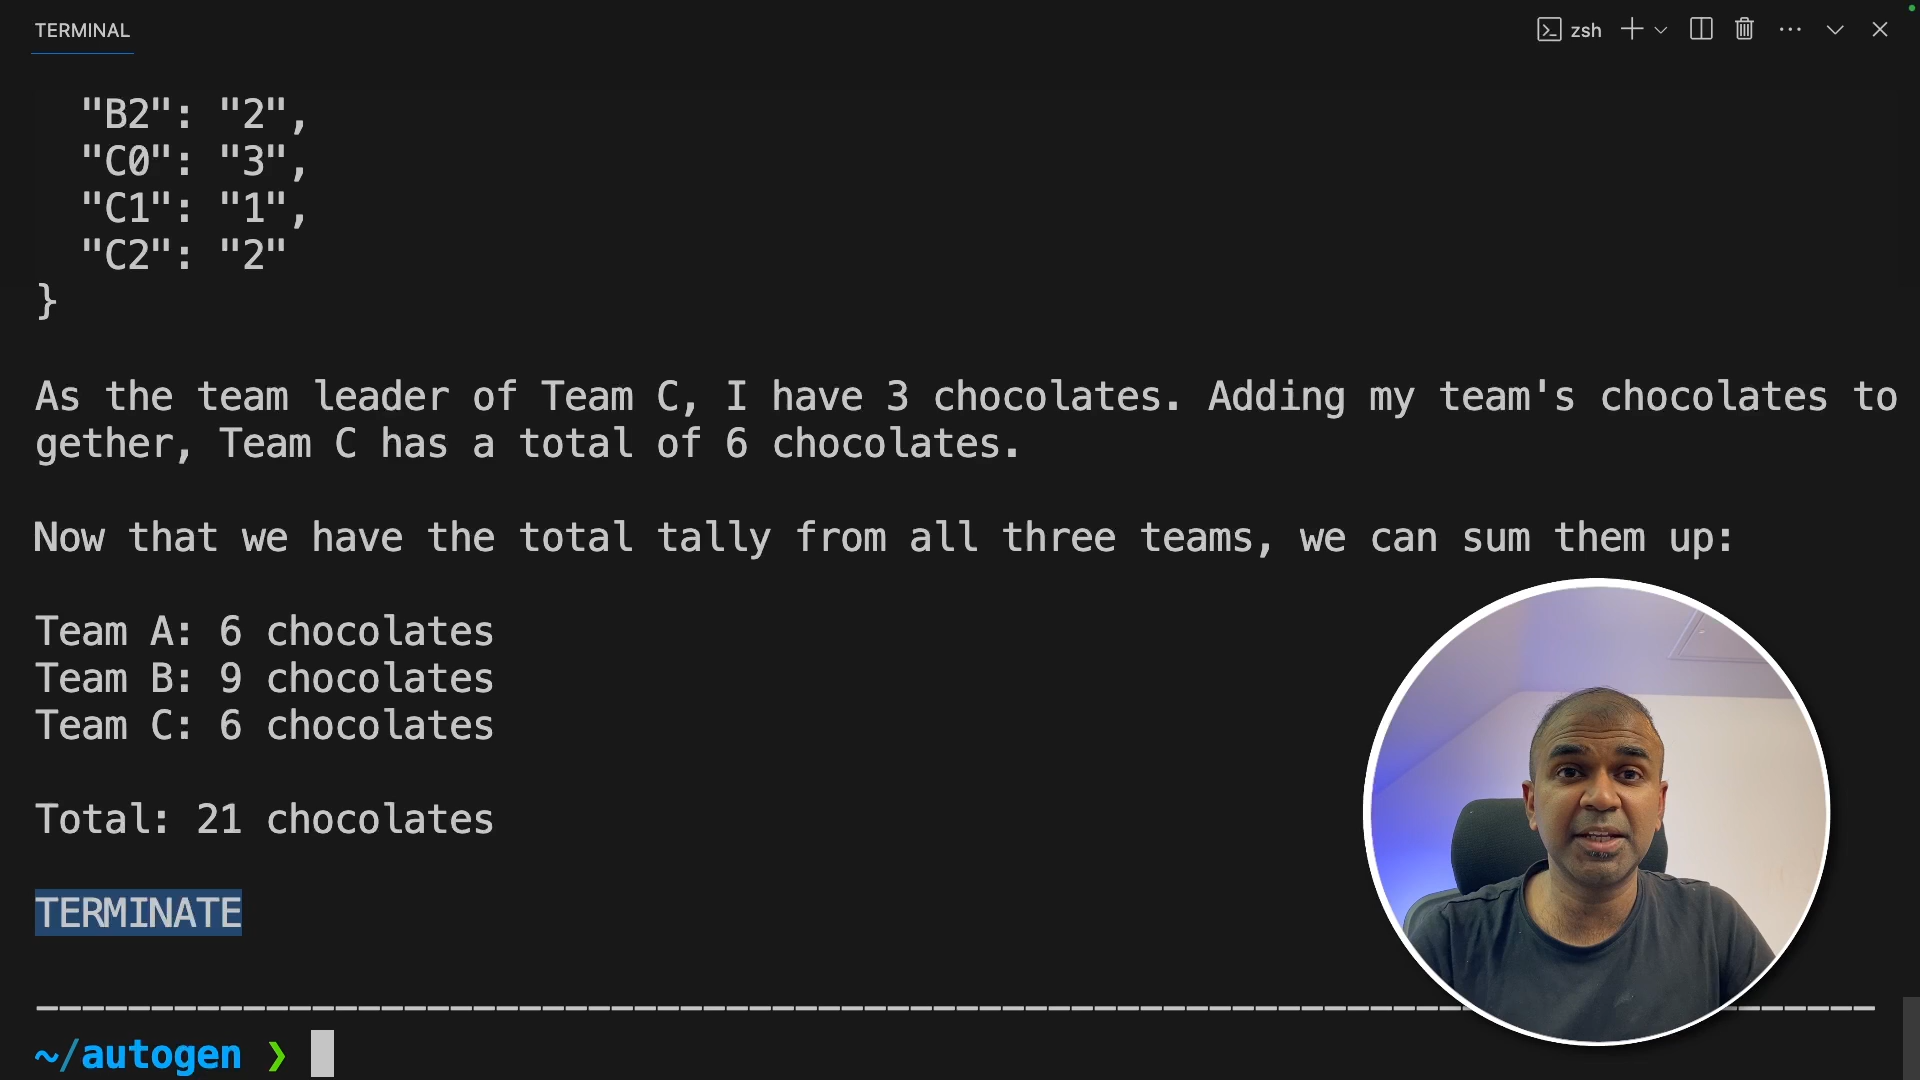 TERMINAL
zsh
"B2": "2",
"C0": "3",
"C1": "1",
"C2": "2"
}
As the team leader of Team C, I have 3 chocolates. Adding my team's chocolates to
gether, Team C has a total of 6 chocolates.
Now that we have the total tally from all three teams, we can sum them up:
Team A: 6 chocolates
Team B: 9 chocolates
Team C: 6 chocolates
Total: 21 chocolates
TERMINATE
--------------------------------------------------------------------------------
~/autogen ❯